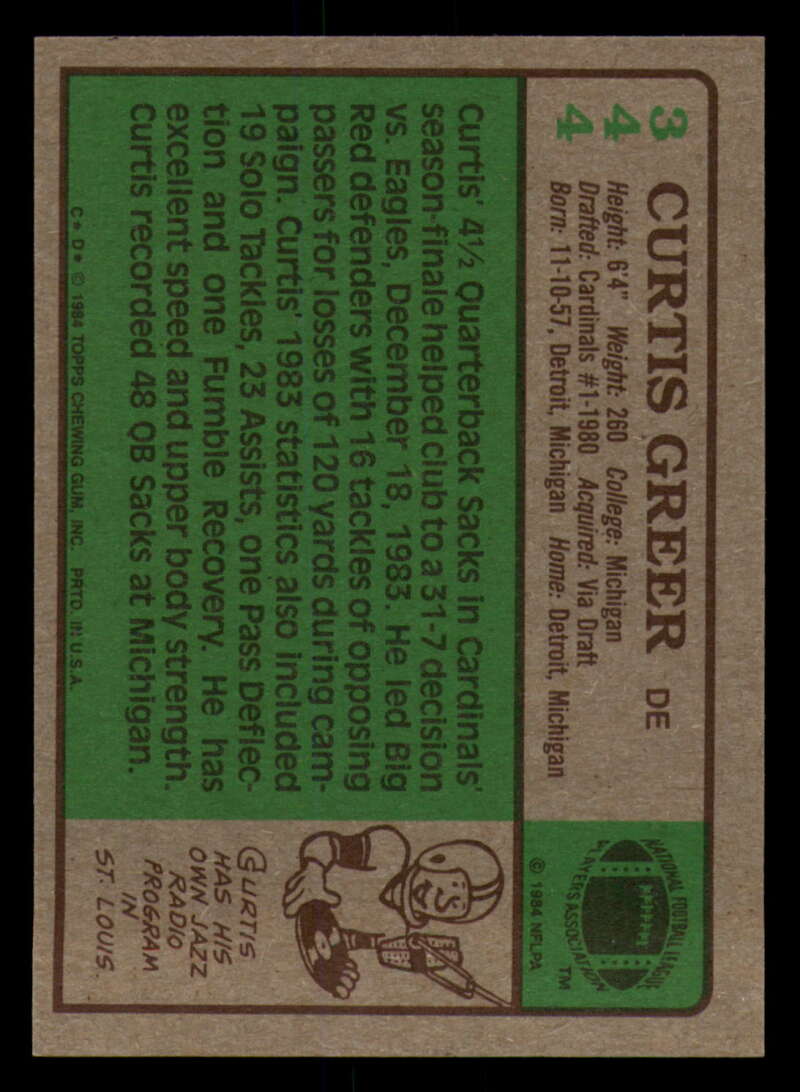 344
CURTIS GREER DE
Height: 6'4" Weight: 260 College: Michigan
Drafted: Cardinals #1-1980 Acquired: Via Draft
Born: 11-10-57, Detroit, Michigan Home: Detroit, Michigan
NATIONAL FOOTBALL LEAGUE
PLAYERS ASSOCIATION
TM
© 1984 NFLPA
Curtis' 4½ Quarterback Sacks in Cardinals'
season-finale helped club to a 31-7 decision
vs. Eagles, December 18, 1983. He led Big
Red defenders with 16 tackles of opposing
passers for losses of 120 yards during cam-
paign. Curtis' 1983 statistics also included
19 Solo Tackles, 23 Assists, one Pass Deflec-
tion and one Fumble Recovery. He has
excellent speed and upper body strength.
Curtis recorded 48 QB Sacks at Michigan.
CURTIS
HAS HIS
OWN JAZZ
RADIO
PROGRAM
IN
ST. LOUIS.
C* D* © 1984 TOPPS CHEWING GUM, INC. PRTD. IN U.S.A.